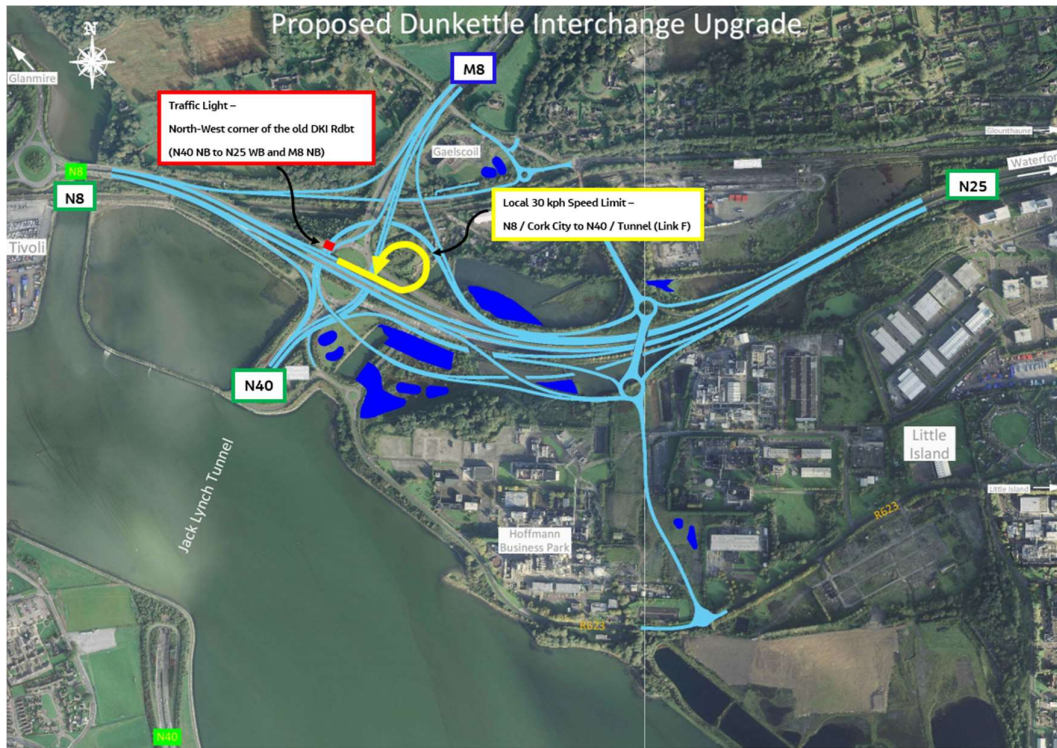 Proposed Dunkettle Interchange Upgrade
N
Glanmire
M8
Traffic Light –
North-West corner of the old DKI Rdbt
(N40 NB to N25 WB and M8 NB)
Gaelscoil
Glounthaune
Waterford
N8
N8
N25
Local 30 kph Speed Limit –
N8 / Cork City to N40 / Tunnel (Link F)
Tivoli
N40
Jack Lynch Tunnel
Little
Island
Little Island
R623
Hoffmann
Business Park
R623
N40